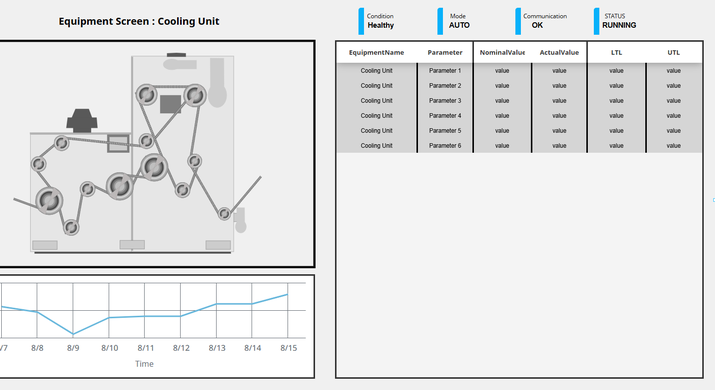 Equipment Screen : Cooling Unit
Condition
Healthy
Mode
AUTO
Communication
OK
STATUS
RUNNING
EquipmentName Parameter NominalValue ActualValue LTL UTL
Cooling Unit Parameter 1 value value value value
Cooling Unit Parameter 2 value value value value
Cooling Unit Parameter 3 value value value value
Cooling Unit Parameter 4 value value value value
Cooling Unit Parameter 5 value value value value
Cooling Unit Parameter 6 value value value value
/7 8/8 8/9 8/10 8/11 8/12 8/13 8/14 8/15
Time